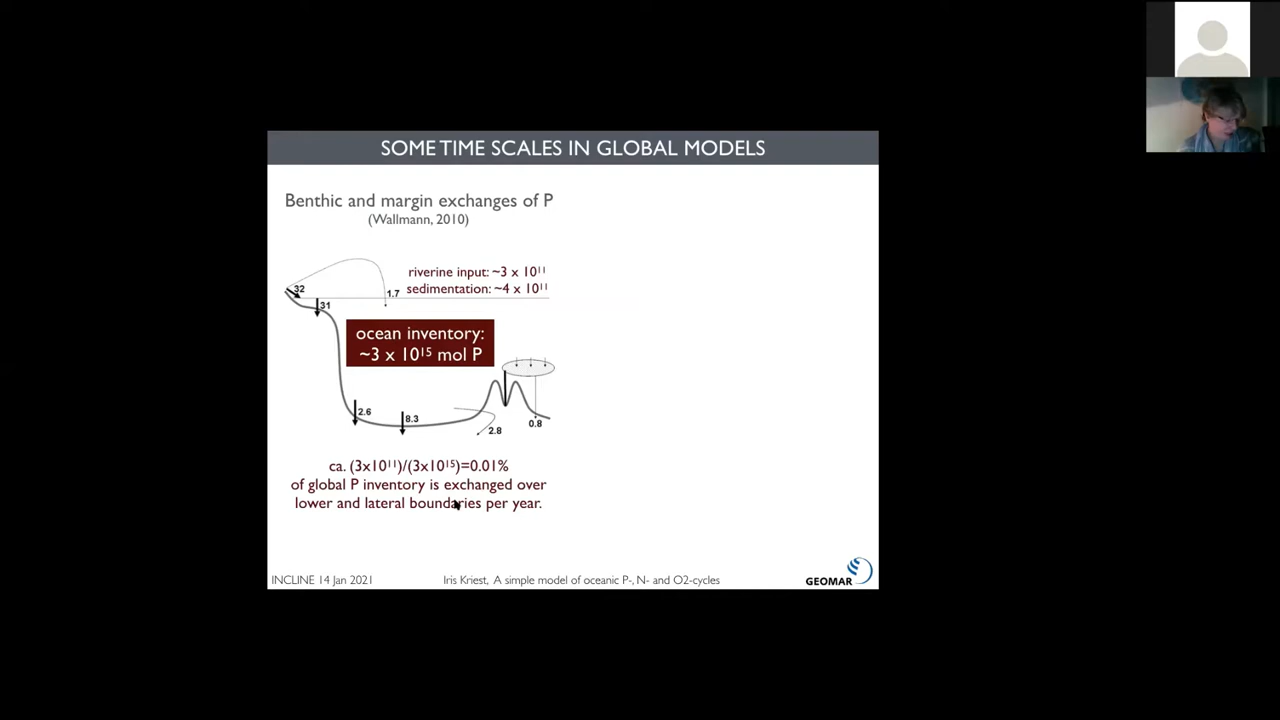 SOME TIME SCALES IN GLOBAL MODELS
Benthic and margin exchanges of P
(Wallmann, 2010)
riverine input: ~3 x 10¹¹
sedimentation: ~4 x 10¹¹
32
1.7
31
ocean inventory:
~3 x 10¹⁵ mol P
2.6
8.3
2.8
0.8
ca. (3x10¹¹)/(3x10¹⁵)=0.01%
of global P inventory is exchanged over
lower and lateral boundaries per year.
INCLINE 14 Jan 2021
Iris Kriest, A simple model of oceanic P-, N- and O2-cycles
GEOMAR